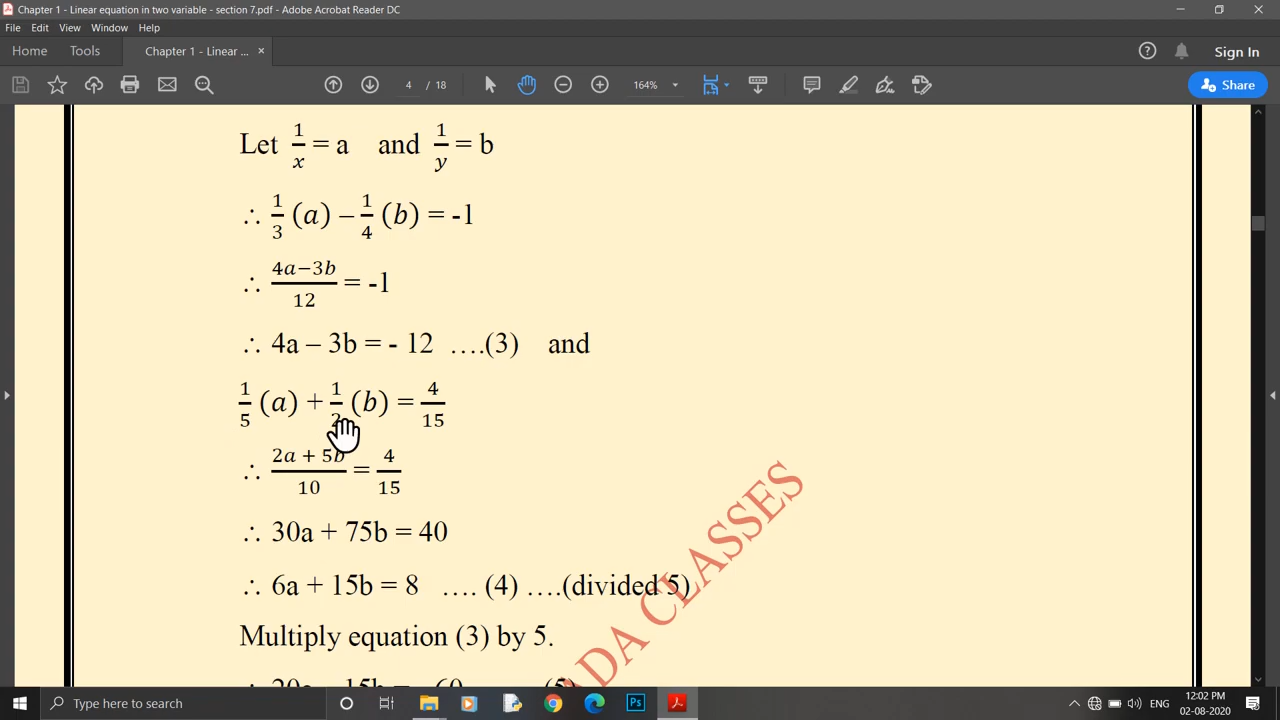 Chapter 1 - Linear equation in two variable - section 7.pdf - Adobe Acrobat Reader DC
File Edit View Window Help
Home Tools Chapter 1 - Linear ... × Sign In
4 / 18 164% Share
Let 1/x = a and 1/y = b
∴ 1/3 (a) – 1/4 (b) = -1
∴ (4a−3b)/12 = -1
∴ 4a – 3b = - 12 ….(3) and
1/5 (a) + 1/2 (b) = 4/15
∴ (2a + 5b)/10 = 4/15
∴ 30a + 75b = 40
∴ 6a + 15b = 8 …. (4) ….(divided 5)
Multiply equation (3) by 5.
ADA CLASSES
Type here to search
12:02 PM
02-08-2020